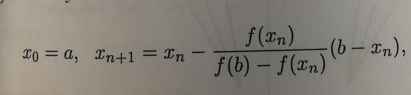 x_0 = a, x_{n+1} = x_n - \frac{f(x_n)}{f(b) - f(x_n)}(b - x_n),